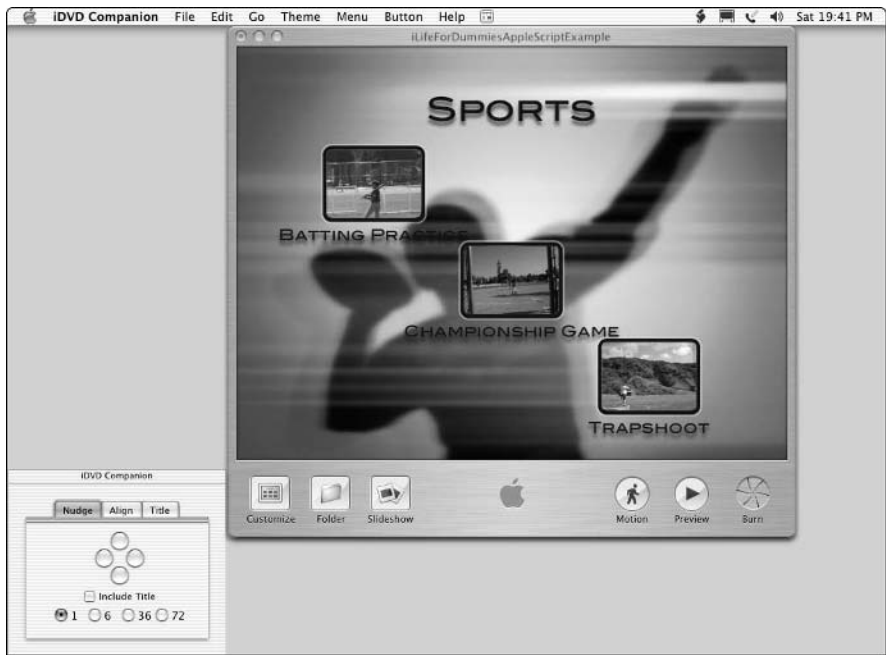 iDVD Companion File Edit Go Theme Menu Button Help Sat 19:41 PM
iLifeForDummiesAppleScriptExample
SPORTS
BATTING PRACTICE
CHAMPIONSHIP GAME
TRAPSHOOT
Customize Folder Slideshow Motion Preview Burn
iDVD Companion
Nudge Align Title
Include Title
1 6 36 72